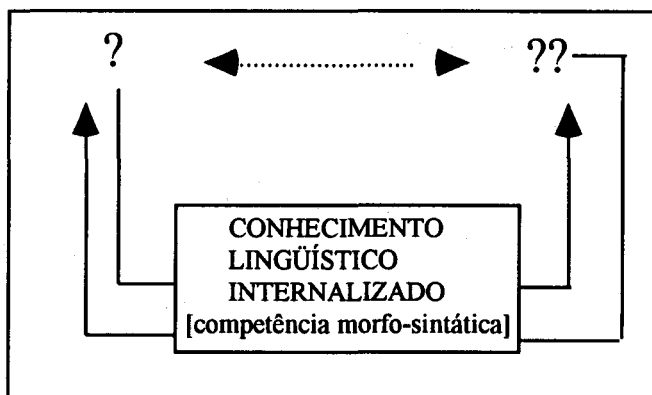 ? ??
CONHECIMENTO
LINGÜÍSTICO
INTERNALIZADO
[competência morfo-sintática]